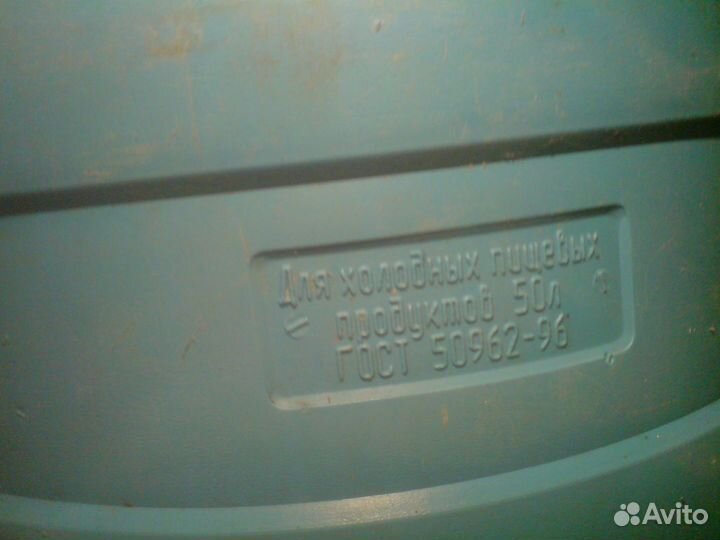 Для холодных пищевых
продуктов 50л
ГОСТ 50962-96
Avito